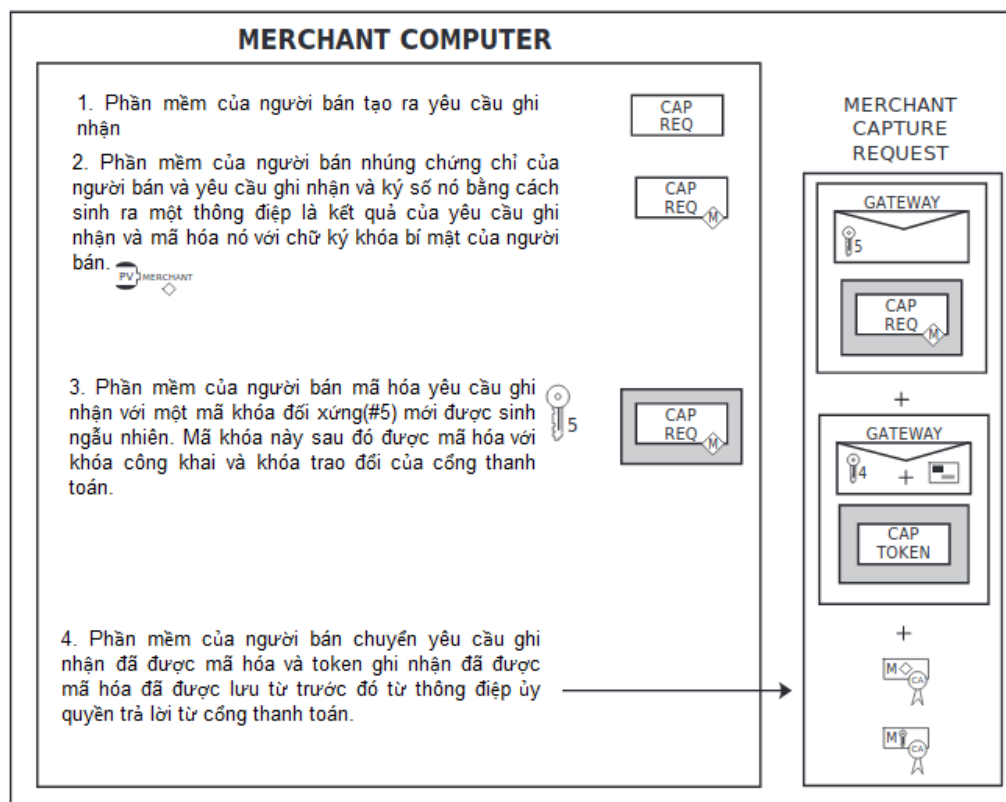 MERCHANT COMPUTER
1. Phần mềm của người bán tạo ra yêu cầu ghi
nhận
CAP
REQ
2. Phần mềm của người bán nhúng chứng chỉ của
người bán và yêu cầu ghi nhận và ký số nó bằng cách
sinh ra một thông điệp là kết quả của yêu cầu ghi
nhận và mã hóa nó với chữ ký khóa bí mật của người
bán.
PV MERCHANT
CAP
REQ
M
3. Phần mềm của người bán mã hóa yêu cầu ghi
nhận với một mã khóa đối xứng(#5) mới được sinh
ngẫu nhiên. Mã khóa này sau đó được mã hóa với
khóa công khai và khóa trao đổi của cổng thanh
toán.
5
CAP
REQ
M
4. Phần mềm của người bán chuyển yêu cầu ghi
nhận đã được mã hóa và token ghi nhận đã được
mã hóa đã được lưu từ trước đó từ thông điệp ủy
quyền trả lời từ cổng thanh toán.
MERCHANT
CAPTURE
REQUEST
GATEWAY
5
CAP
REQ
M
+
GATEWAY
4 +
CAP
TOKEN
+
M
CA
M
CA